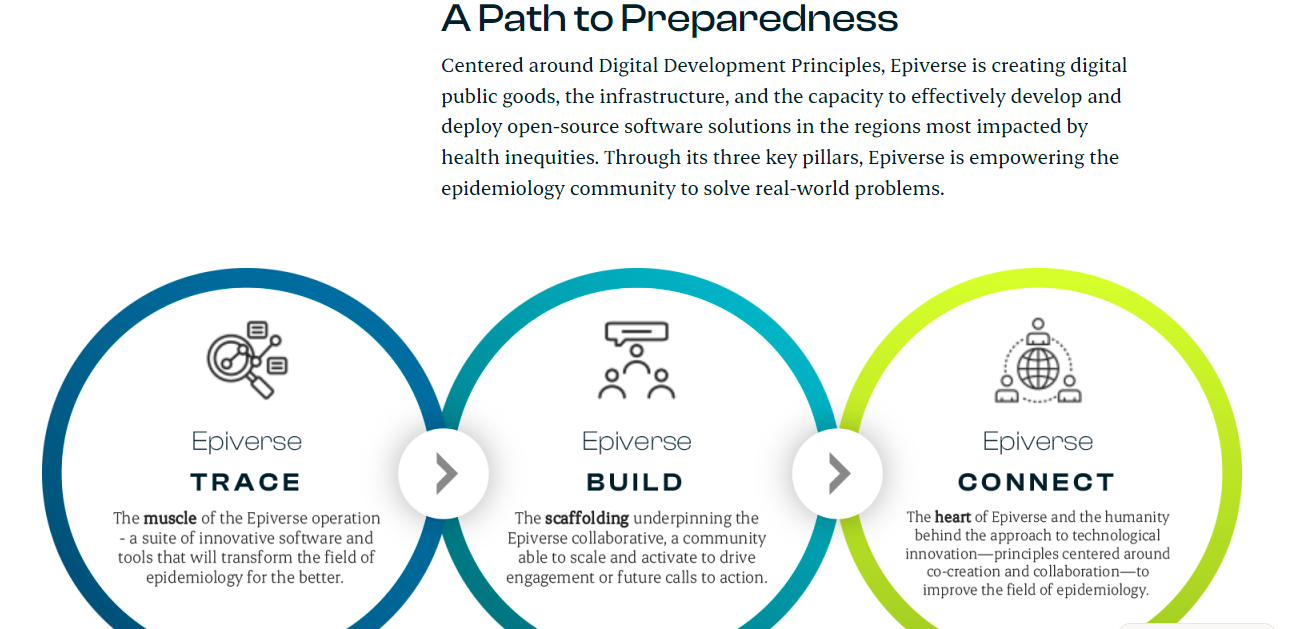 A Path to Preparedness
Centered around Digital Development Principles, Epiverse is creating digital
public goods, the infrastructure, and the capacity to effectively develop and
deploy open-source software solutions in the regions most impacted by
health inequities. Through its three key pillars, Epiverse is empowering the
epidemiology community to solve real-world problems.
Epiverse
TRACE
The muscle of the Epiverse operation
- a suite of innovative software and
tools that will transform the field of
epidemiology for the better.
Epiverse
BUILD
The scaffolding underpinning the
Epiverse collaborative, a community
able to scale and activate to drive
engagement or future calls to action.
Epiverse
CONNECT
The heart of Epiverse and the humanity
behind the approach to technological
innovation—principles centered around
co-creation and collaboration—to
improve the field of epidemiology.